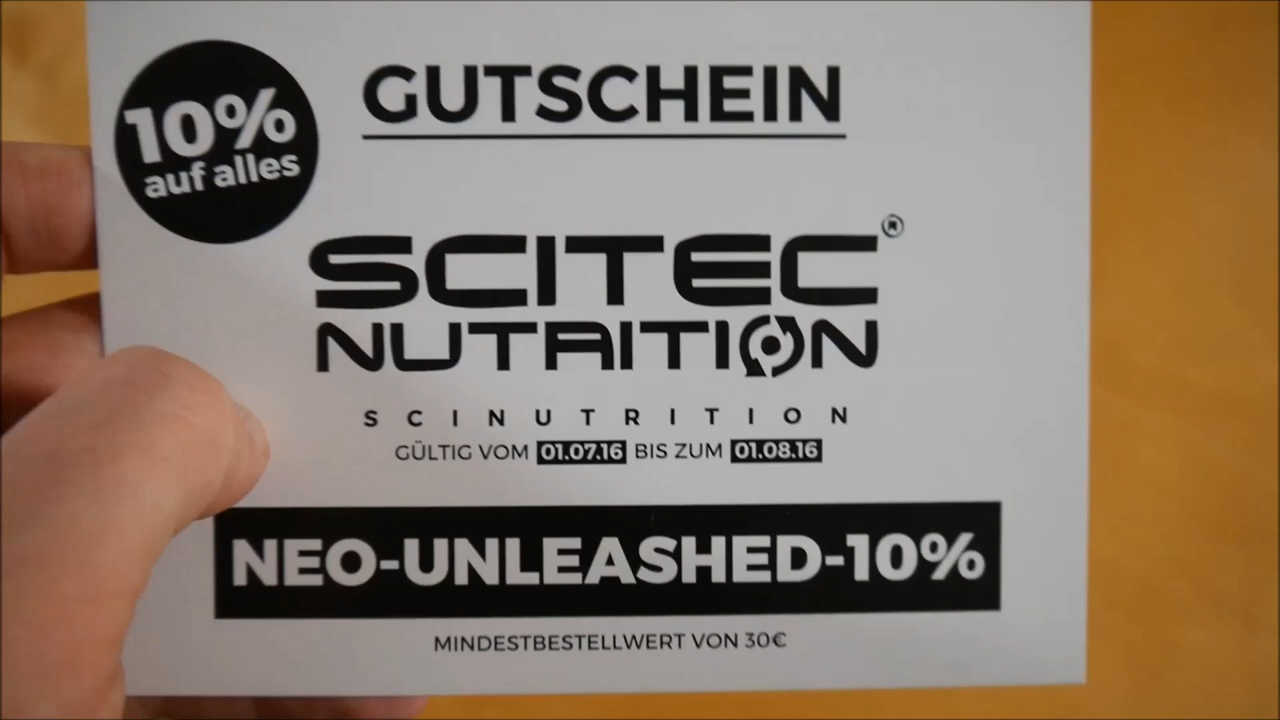 GUTSCHEIN
10%
auf alles
SCITEC®
NUTRITION
SCINUTRITION
GÜLTIG VOM 01.07.16 BIS ZUM 01.08.16
NEO-UNLEASHED-10%
MINDESTBESTELLWERT VON 30€